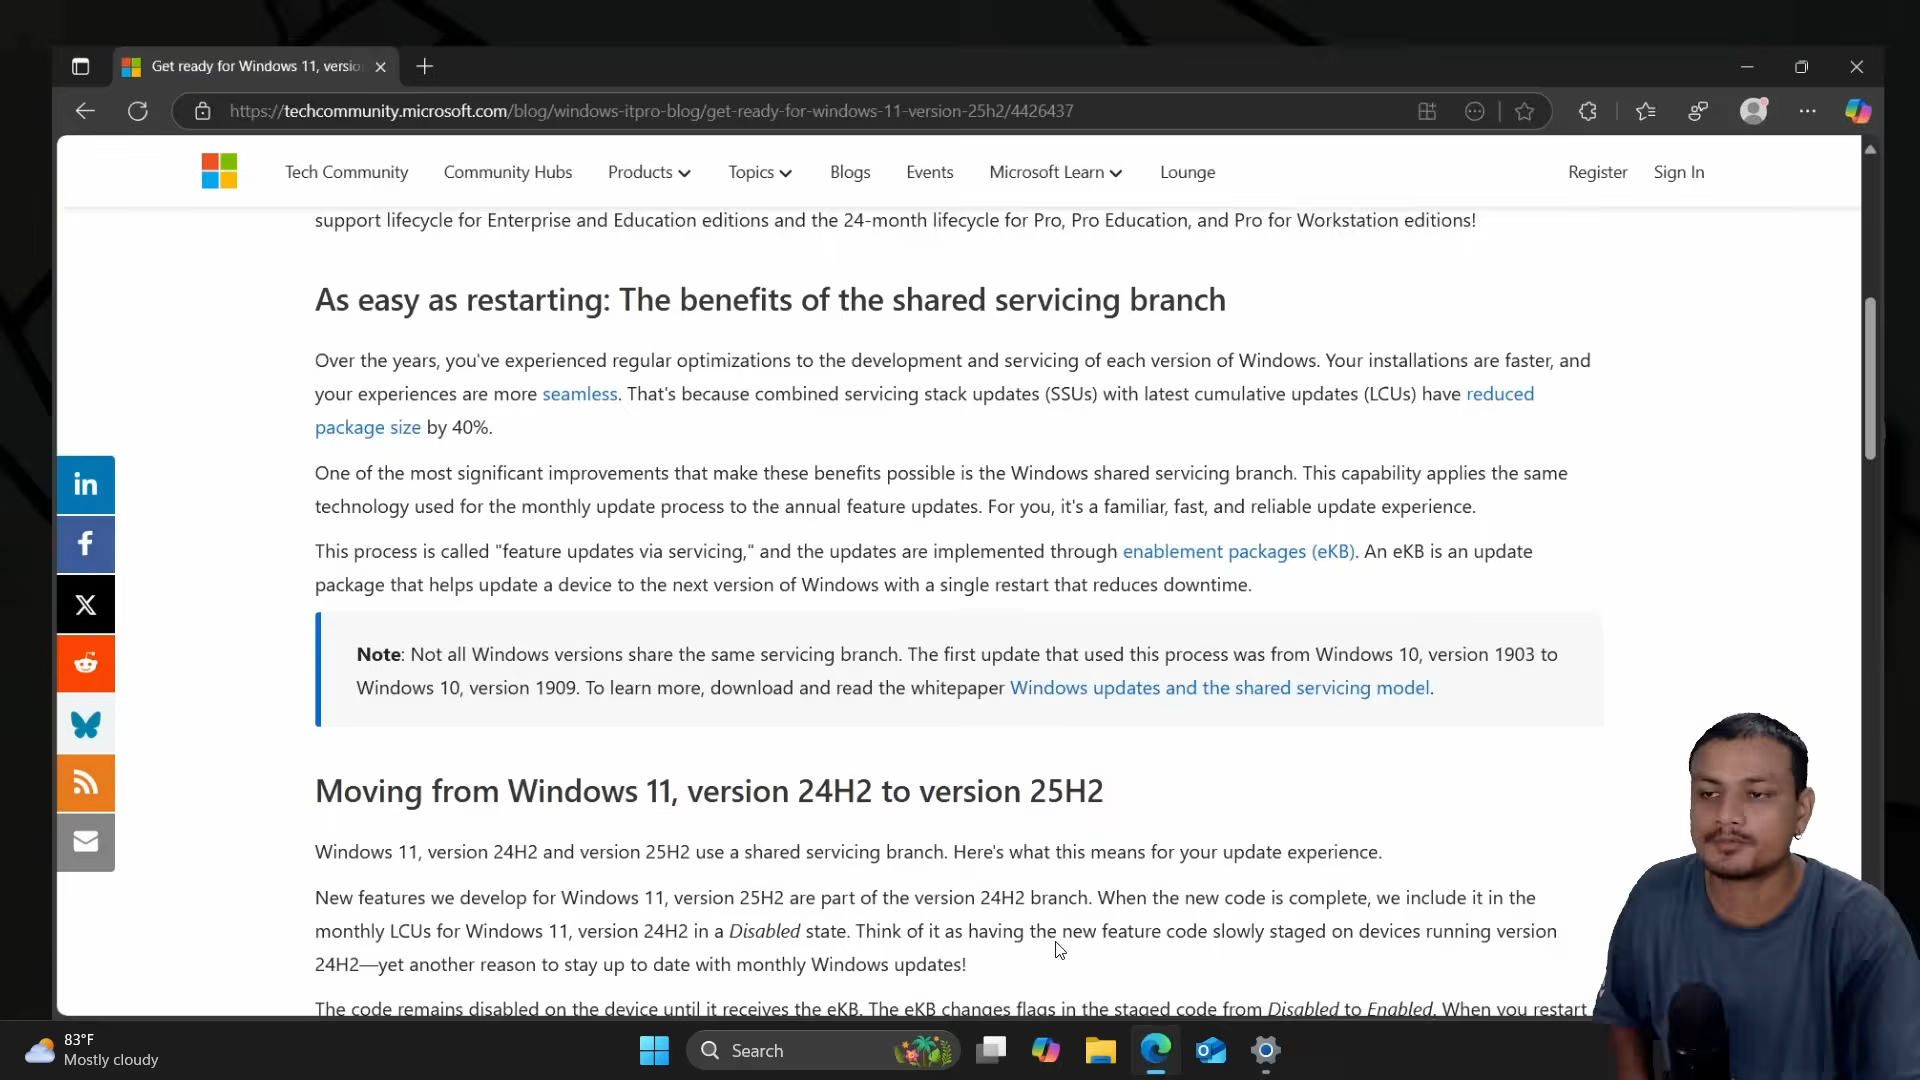 Get ready for Windows 11, versio
https://techcommunity.microsoft.com/blog/windows-itpro-blog/get-ready-for-windows-11-version-25h2/4426437
Tech Community Community Hubs Products Topics Blogs Events Microsoft Learn Lounge Register Sign In
support lifecycle for Enterprise and Education editions and the 24-month lifecycle for Pro, Pro Education, and Pro for Workstation editions!
As easy as restarting: The benefits of the shared servicing branch
Over the years, you've experienced regular optimizations to the development and servicing of each version of Windows. Your installations are faster, and
your experiences are more seamless. That's because combined servicing stack updates (SSUs) with latest cumulative updates (LCUs) have reduced
package size by 40%.
One of the most significant improvements that make these benefits possible is the Windows shared servicing branch. This capability applies the same
technology used for the monthly update process to the annual feature updates. For you, it's a familiar, fast, and reliable update experience.
This process is called "feature updates via servicing," and the updates are implemented through enablement packages (eKB). An eKB is an update
package that helps update a device to the next version of Windows with a single restart that reduces downtime.
Note: Not all Windows versions share the same servicing branch. The first update that used this process was from Windows 10, version 1903 to
Windows 10, version 1909. To learn more, download and read the whitepaper Windows updates and the shared servicing model.
Moving from Windows 11, version 24H2 to version 25H2
Windows 11, version 24H2 and version 25H2 use a shared servicing branch. Here's what this means for your update experience.
New features we develop for Windows 11, version 25H2 are part of the version 24H2 branch. When the new code is complete, we include it in the
monthly LCUs for Windows 11, version 24H2 in a Disabled state. Think of it as having the new feature code slowly staged on devices running version
24H2—yet another reason to stay up to date with monthly Windows updates!
The code remains disabled on the device until it receives the eKB. The eKB changes flags in the staged code from Disabled to Enabled. When you restart
in
f
X
83°F
Mostly cloudy
Search